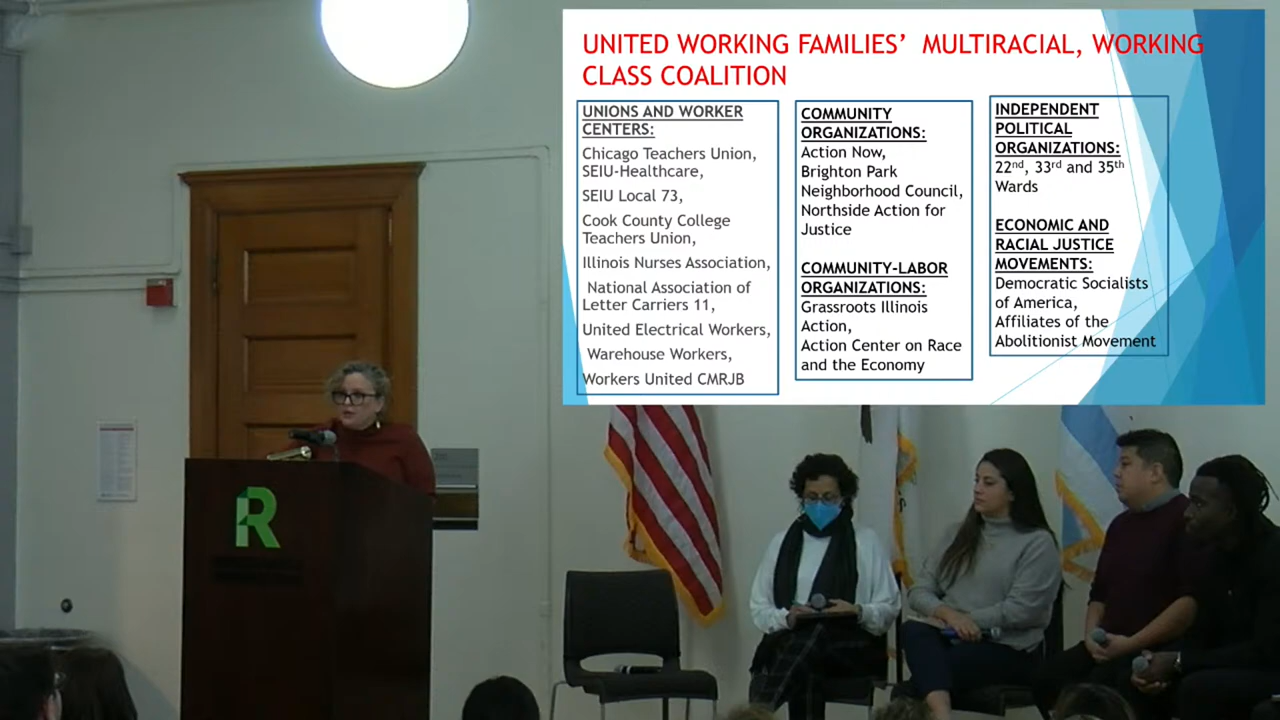 UNITED WORKING FAMILIES’ MULTIRACIAL, WORKING
CLASS COALITION
UNIONS AND WORKER
CENTERS:
Chicago Teachers Union,
SEIU-Healthcare,
SEIU Local 73,
Cook County College
Teachers Union,
Illinois Nurses Association,
National Association of
Letter Carriers 11,
United Electrical Workers,
Warehouse Workers,
Workers United CMRJB
COMMUNITY
ORGANIZATIONS:
Action Now,
Brighton Park
Neighborhood Council,
Northside Action for
Justice
COMMUNITY-LABOR
ORGANIZATIONS:
Grassroots Illinois
Action,
Action Center on Race
and the Economy
INDEPENDENT
POLITICAL
ORGANIZATIONS:
22nd, 33rd and 35th
Wards
ECONOMIC AND
RACIAL JUSTICE
MOVEMENTS:
Democratic Socialists
of America,
Affiliates of the
Abolitionist Movement
R